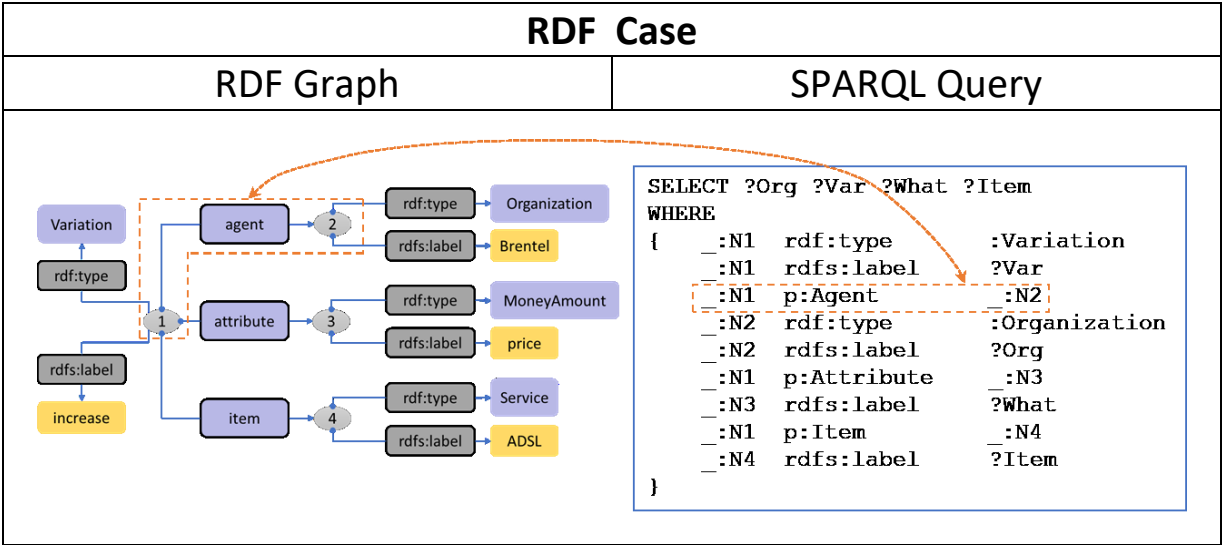 RDF Case
RDF Graph
SPARQL Query
Variation
rdf:type
1
rdfs:label
increase
agent
2
rdf:type
Organization
rdfs:label
Brentel
attribute
3
rdf:type
MoneyAmount
rdfs:label
price
item
4
rdf:type
Service
rdfs:label
ADSL
SELECT ?Org ?Var ?What ?Item
WHERE
{ _:N1 rdf:type :Variation
_:N1 rdfs:label ?Var
_:N1 p:Agent _:N2
_:N2 rdf:type :Organization
_:N2 rdfs:label ?Org
_:N1 p:Attribute _:N3
_:N3 rdfs:label ?What
_:N1 p:Item _:N4
_:N4 rdfs:label ?Item
}